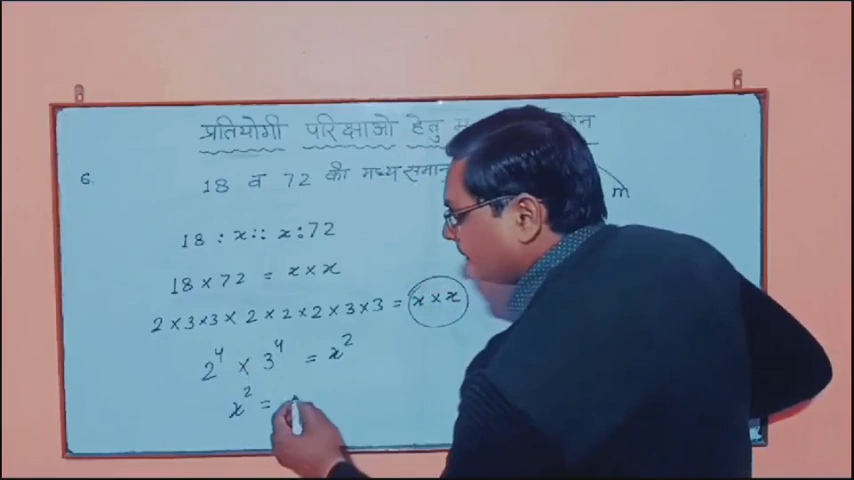 प्रतियोगी परिक्षाओ हेतु
6. 18 व 72 की मध्य
m
18 : x :: x : 72
18 × 72 = x × x
2×3×3× 2×2×2×3×3 = x × x
2⁴ × 3⁴ = x²
x² =